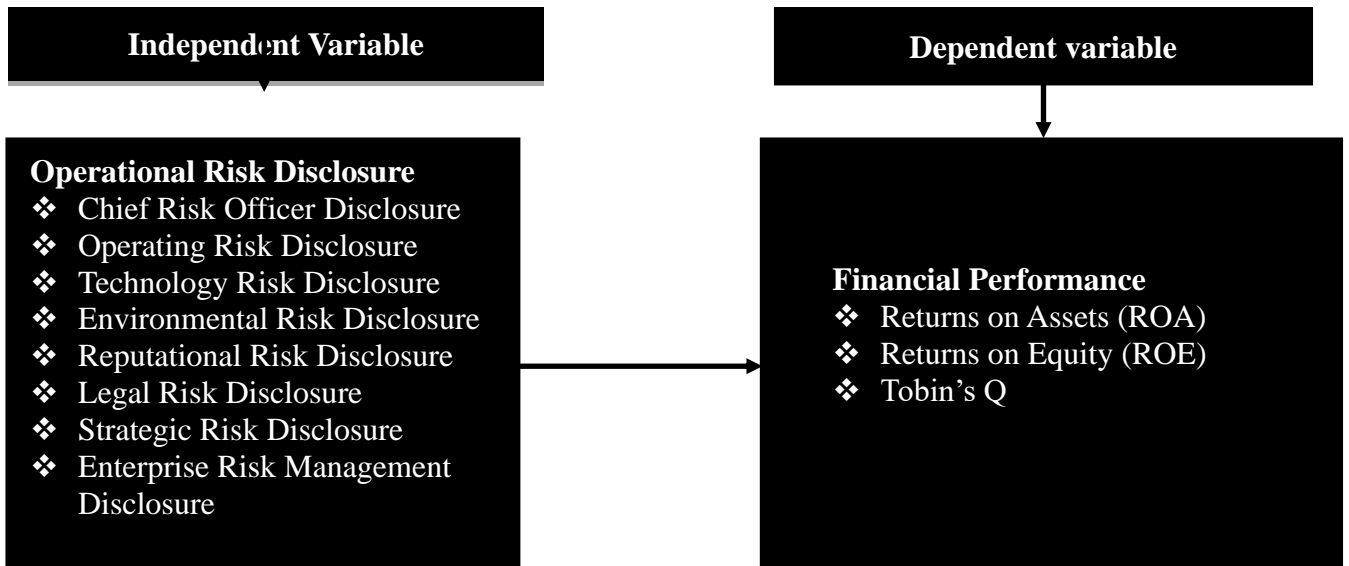 Independent Variable
Dependent variable
Operational Risk Disclosure
❖ Chief Risk Officer Disclosure
❖ Operating Risk Disclosure
❖ Technology Risk Disclosure
❖ Environmental Risk Disclosure
❖ Reputational Risk Disclosure
❖ Legal Risk Disclosure
❖ Strategic Risk Disclosure
❖ Enterprise Risk Management
Disclosure
Financial Performance
❖ Returns on Assets (ROA)
❖ Returns on Equity (ROE)
❖ Tobin’s Q